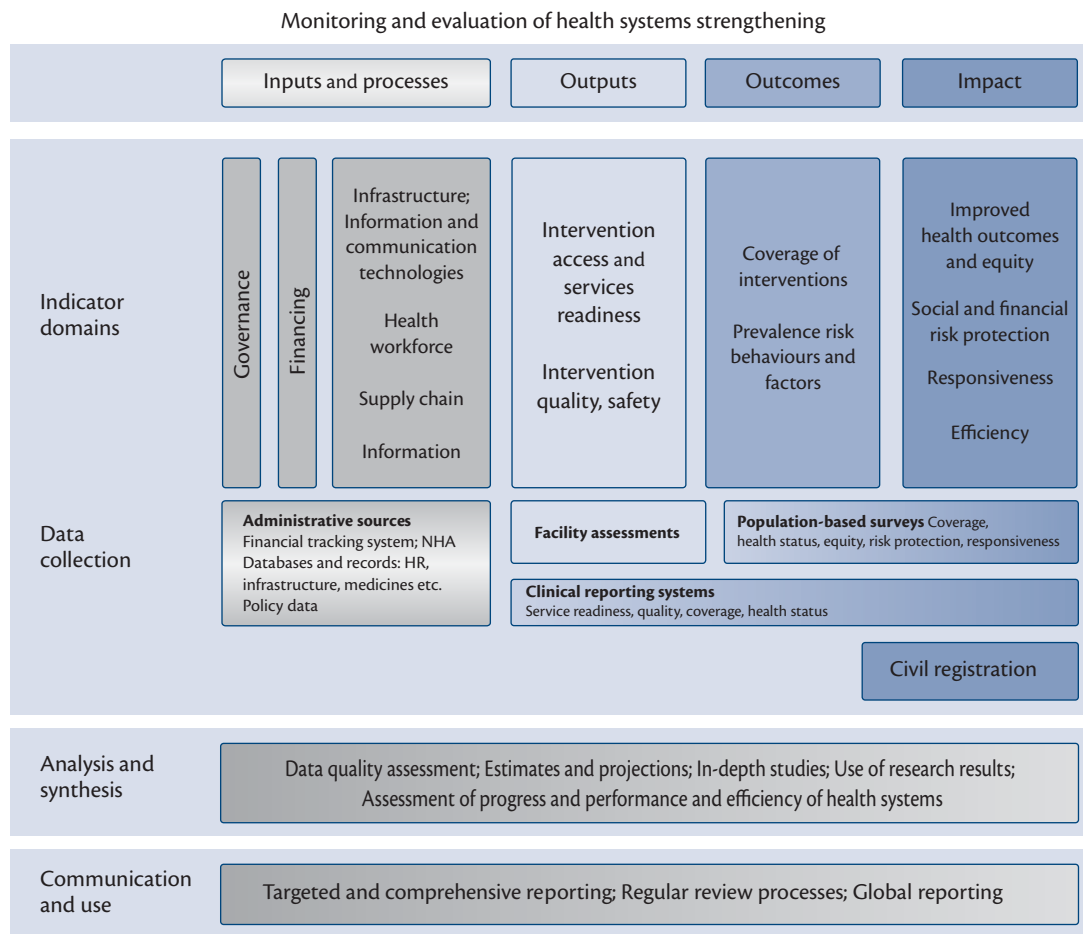 Monitoring and evaluation of health systems strengthening
Inputs and processes
Outputs
Outcomes
Impact
Indicator
domains
Governance
Financing
Infrastructure;
Information and
communication
technologies
Health
workforce
Supply chain
Information
Intervention
access and
services
readiness
Intervention
quality, safety
Coverage of
interventions
Prevalence risk
behaviours and
factors
Improved
health outcomes
and equity
Social and financial
risk protection
Responsiveness
Efficiency
Data
collection
Administrative sources
Financial tracking system; NHA
Databases and records: HR,
infrastructure, medicines etc.
Policy data
Facility assessments
Population-based surveys Coverage,
health status, equity, risk protection, responsiveness
Clinical reporting systems
Service readiness, quality, coverage, health status
Civil registration
Analysis and
synthesis
Data quality assessment; Estimates and projections; In-depth studies; Use of research results;
Assessment of progress and performance and efficiency of health systems
Communication
and use
Targeted and comprehensive reporting; Regular review processes; Global reporting